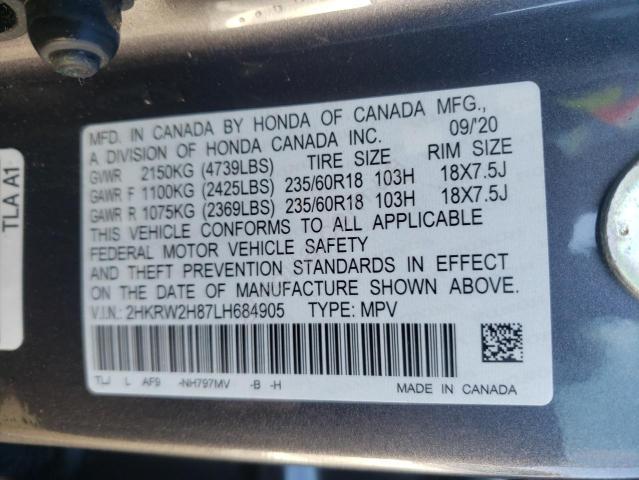 TLA A1
MFD. IN CANADA BY HONDA OF CANADA MFG.,
A DIVISION OF HONDA CANADA INC. 09/20
GVWR 2150KG (4739LBS) TIRE SIZE RIM SIZE
GAWR F 1100KG (2425LBS) 235/60R18 103H 18X7.5J
GAWR R 1075KG (2369LBS) 235/60R18 103H 18X7.5J
THIS VEHICLE CONFORMS TO ALL APPLICABLE
FEDERAL MOTOR VEHICLE SAFETY
AND THEFT PREVENTION STANDARDS IN EFFECT
ON THE DATE OF MANUFACTURE SHOWN ABOVE.
V.I.N.: 2HKRW2H87LH684905 TYPE: MPV
TLJ L AF9 -NH797MV -B -H
MADE IN CANADA